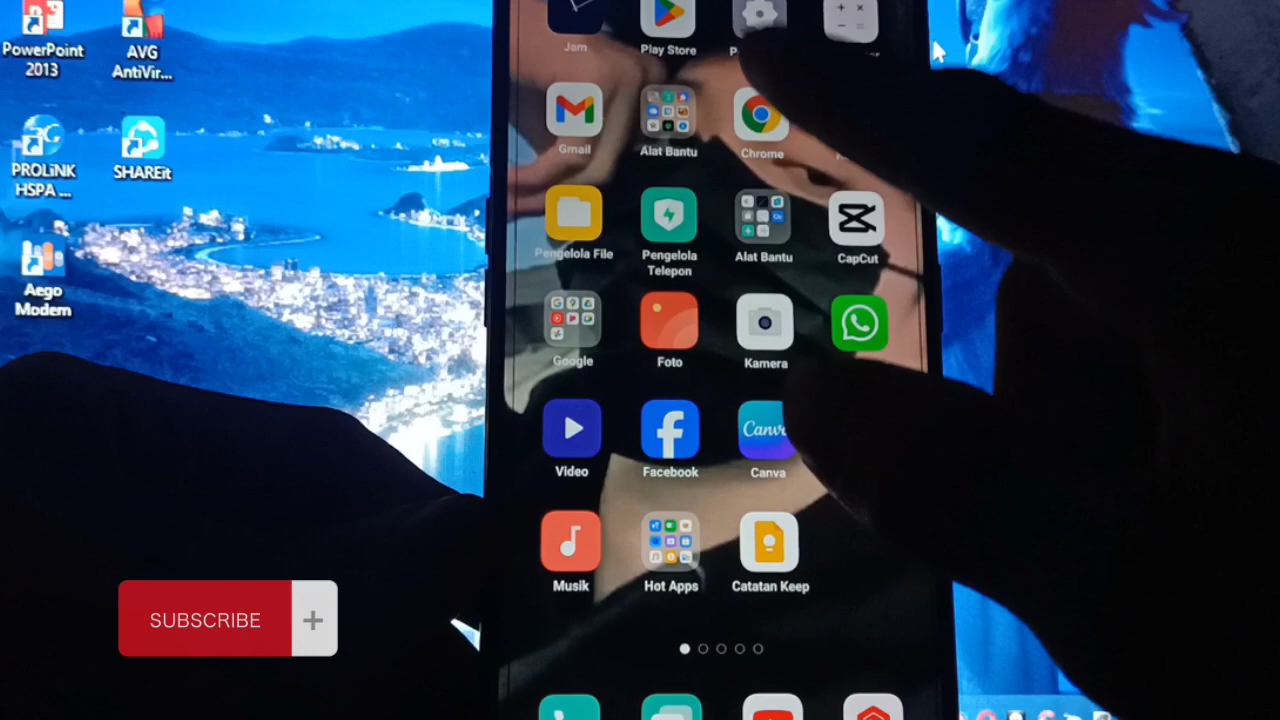 PowerPoint
2013
AVG
AntiVir...
PROLiNK
HSPA ...
SHAREit
Aego
Modem
Jam
Play Store
Gmail
Alat Bantu
Chrome
Pengelola File
Pengelola
Telepon
Alat Bantu
CapCut
Google
Foto
Kamera
Video
Facebook
Canva
Canva
Musik
Hot Apps
Catatan Keep
SUBSCRIBE +